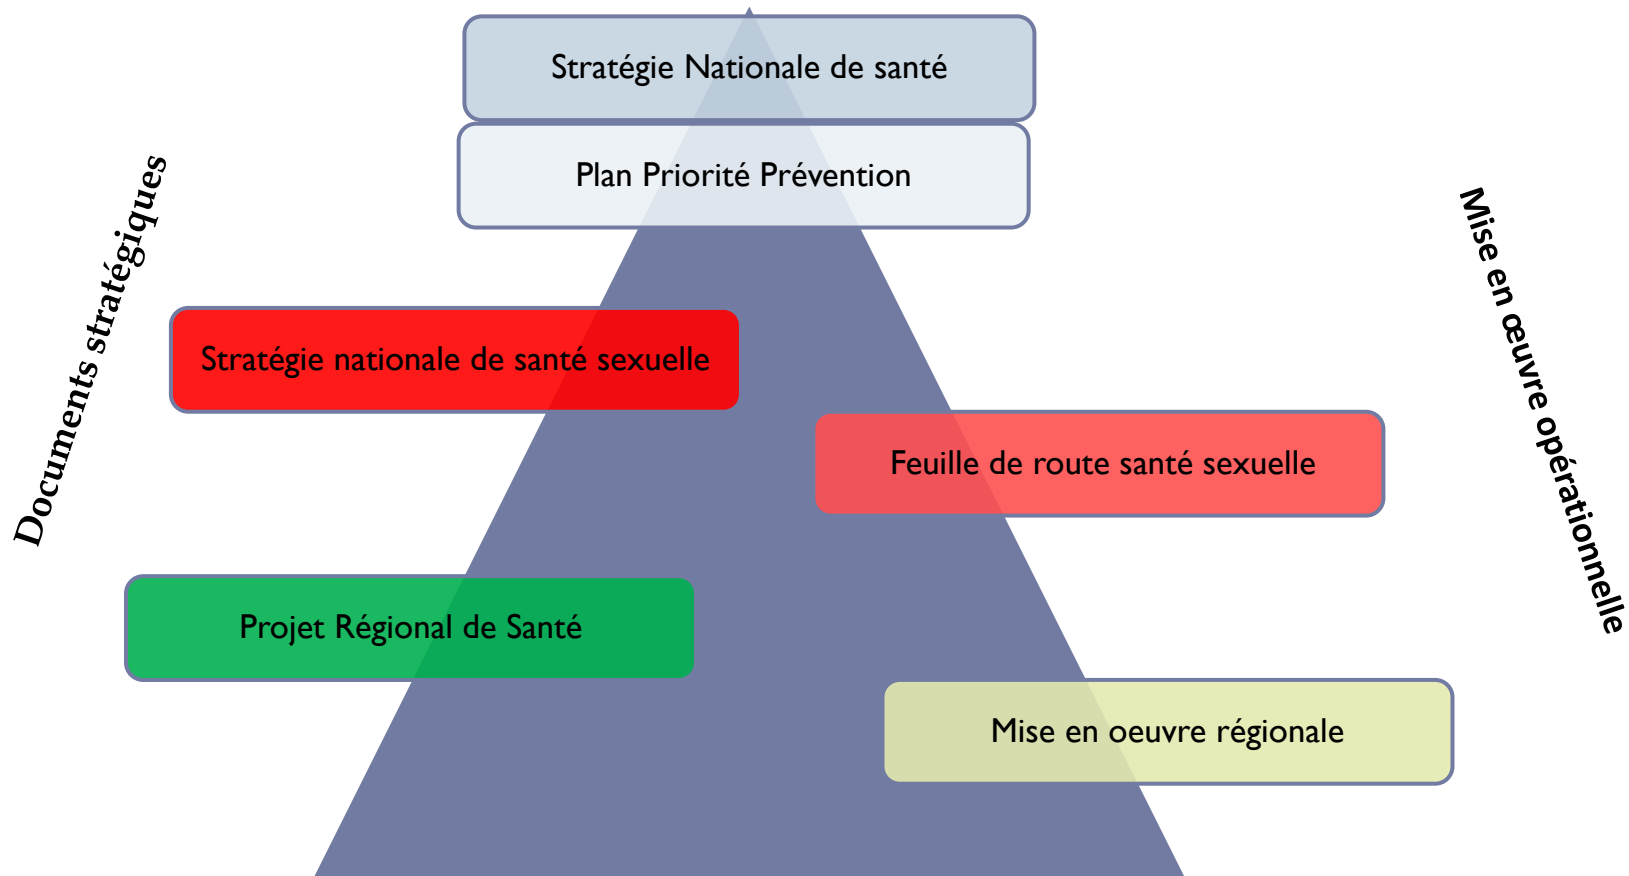 Stratégie Nationale de santé
Plan Priorité Prévention
Documents stratégiques
Mise en œuvre opérationnelle
Stratégie nationale de santé sexuelle
Feuille de route santé sexuelle
Projet Régional de Santé
Mise en oeuvre régionale